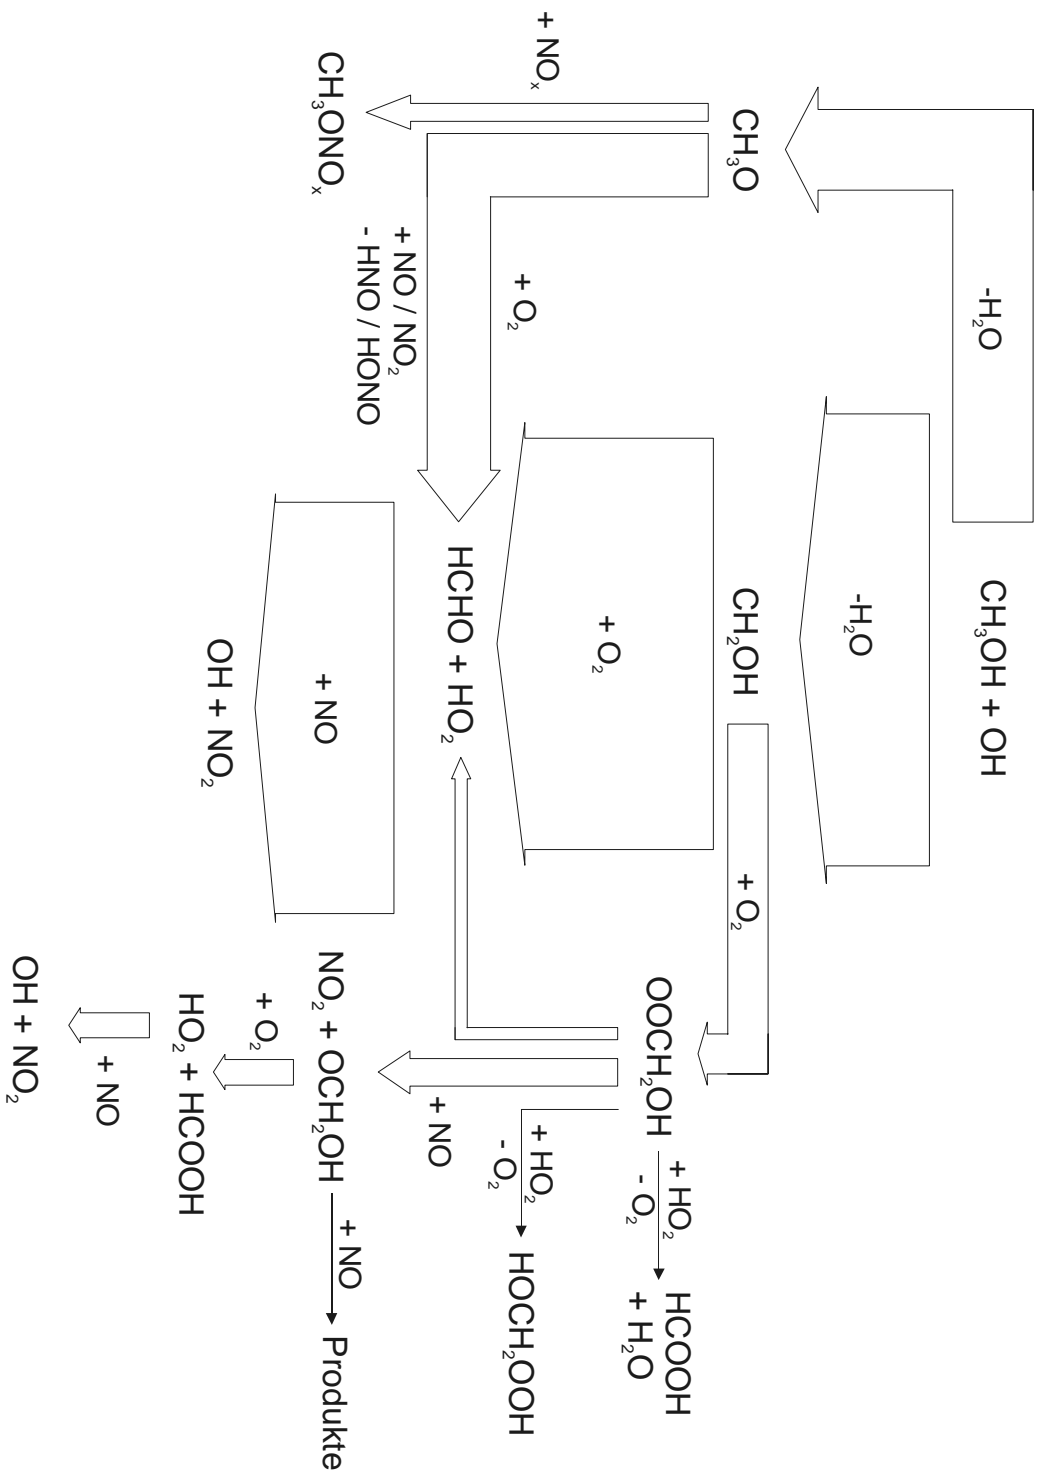 CH₃OH + OH
-H₂O
-H₂O
CH₃O
CH₂OH
+ O₂
OOCH₂OH
+ HO₂
- O₂
HCOOH
+ H₂O
+ NOₓ
+ O₂
+ O₂
+ HO₂
- O₂
HOCH₂OOH
+ NO / NO₂
- HNO / HONO
HCHO + HO₂
+ NO
CH₃ONOₓ
+ NO
NO₂ + OCH₂OH
+ NO
Produkte
+ O₂
OH + NO₂
HO₂ + HCOOH
+ NO
OH + NO₂